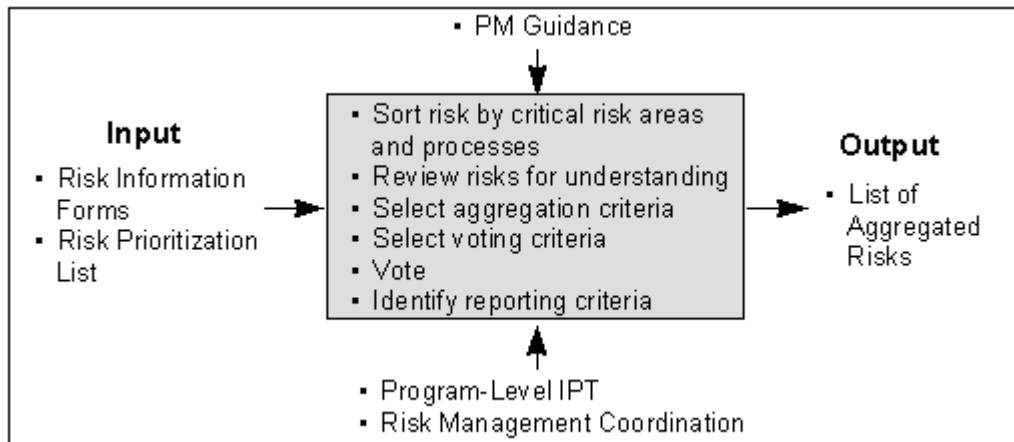 ▪ PM Guidance
Input
▪ Risk Information
Forms
▪ Risk Prioritization
List
▪ Sort risk by critical risk areas
and processes
▪ Review risks for understanding
▪ Select aggregation criteria
▪ Select voting criteria
▪ Vote
▪ Identify reporting criteria
Output
▪ List of
Aggregated
Risks
▪ Program-Level IPT
▪ Risk Management Coordination